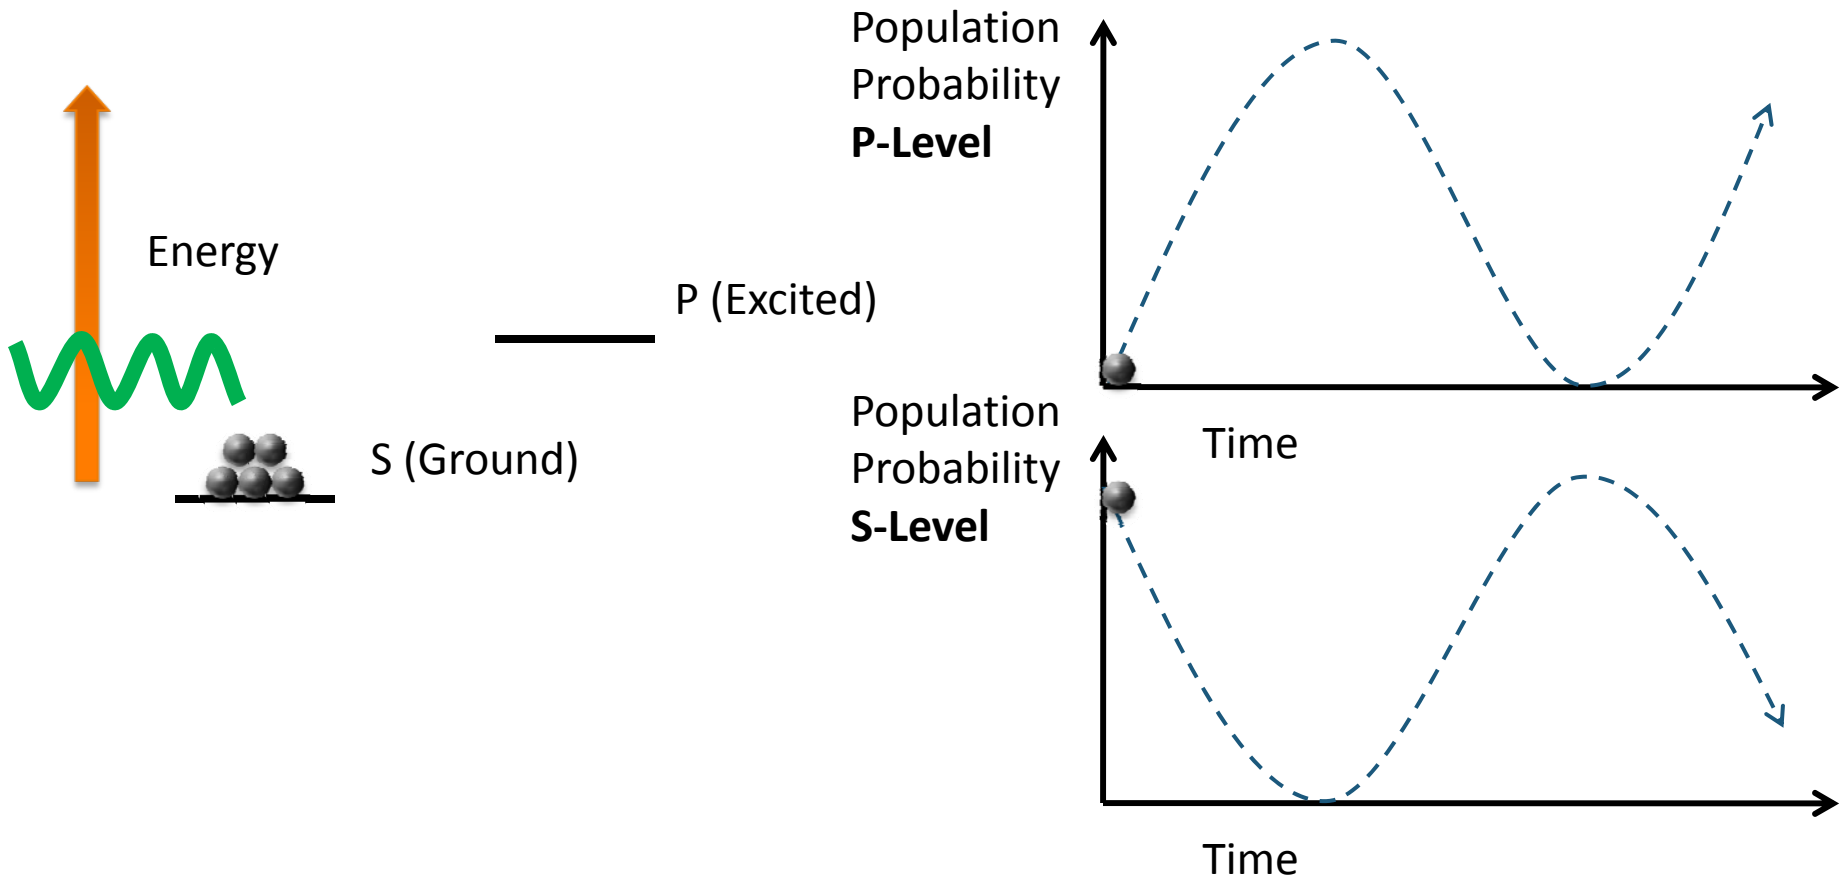 Energy
P (Excited)
S (Ground)
Population
Probability
P-Level
Time
Population
Probability
S-Level
Time